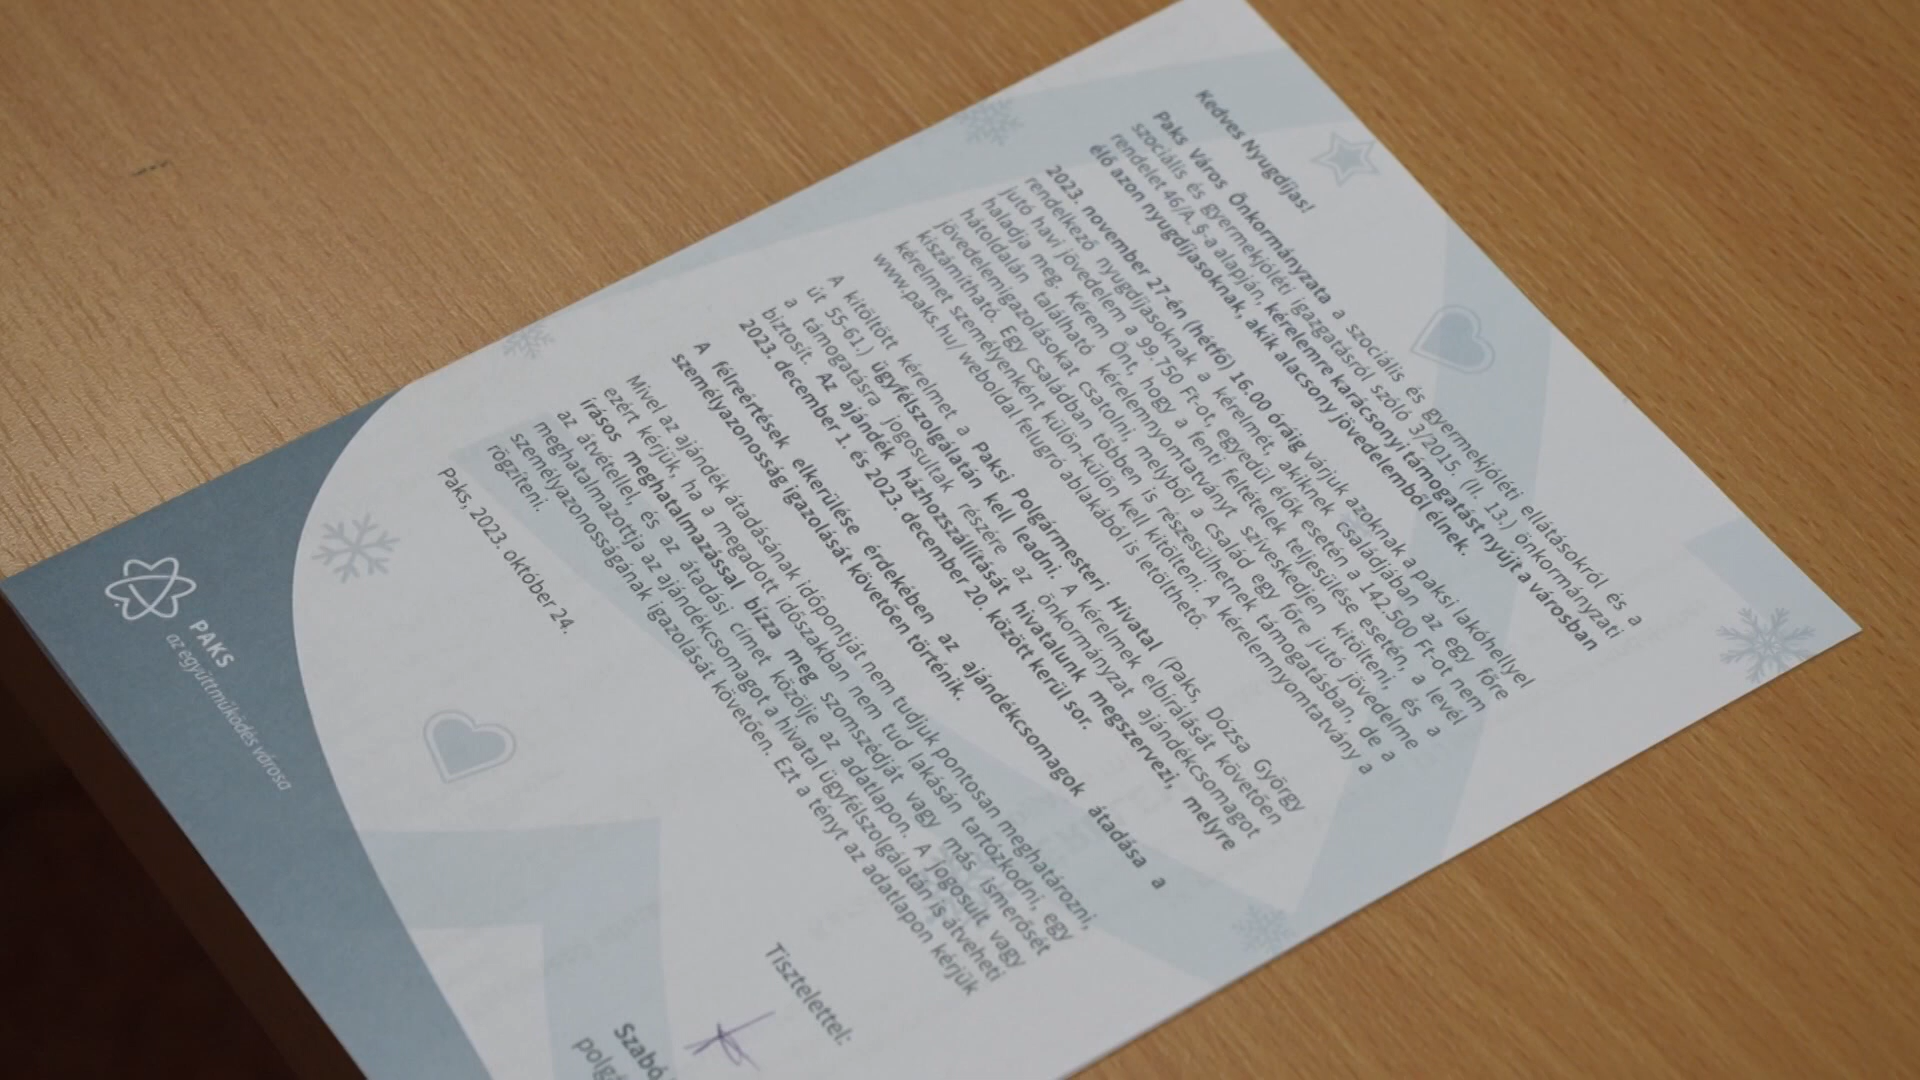 Kedves Nyugdíjas!
Paks Város Önkormányzata a szociális és gyermekjóléti ellátásokról és a
szociális és gyermekjóléti igazgatásról szóló 3/2015. (II. 13.) önkormányzati
rendelet 46/A. §-a alapján, kérelemre karácsonyi támogatást nyújt a városban
élő azon nyugdíjasoknak, akik alacsony jövedelemből élnek.
2023. november 27-én (hétfő) 16.00 óráig várjuk azoknak a paksi lakóhellyel
rendelkező nyugdíjasoknak a kérelmét, akiknek családjában az egy főre
jutó havi jövedelem a 99.750 Ft-ot, egyedül élők esetén a 142.500 Ft-ot nem
haladja meg. Kérem Önt, hogy a fenti feltételek teljesülése esetén, a levél
hátoldalán található kérelemnyomtatványt szíveskedjen kitölteni, és a
jövedelemigazolásokat csatolni, melyből a család egy főre jutó jövedelme
kiszámítható. Egy családban többen is részesülhetnek támogatásban, de a
kérelmet személyenként külön-külön kell kitölteni. A kérelemnyomtatvány a
www.paks.hu/ weboldal felugró ablakából is letölthető.
A kitöltött kérelmet a Paksi Polgármesteri Hivatal (Paks, Dózsa György
út 55-61.) ügyfélszolgálatán kell leadni. A kérelmek elbírálását követően
a támogatásra jogosultak részére az önkormányzat ajándékcsomagot
biztosít. Az ajándék házhozszállítását hivatalunk megszervezi, melyre
2023. december 1. és 2023. december 20. között kerül sor.
A félreértések elkerülése érdekében az ajándékcsomagok átadása a
személyazonosság igazolását követően történik.
Mivel az ajándék átadásának időpontját nem tudjuk pontosan meghatározni,
ezért kérjük, ha a megadott időszakban nem tud lakásán tartózkodni, egy
írásos meghatalmazással bízza meg szomszédját vagy más ismerősét
az átvétellel, és az átadási címet közölje az adatlapon. A jogosult vagy
meghatalmazottja az ajándékcsomagot a hivatal ügyfélszolgálatán is átveheti
személyazonosságának igazolását követően. Ezt a tényt az adatlapon kérjük
rögzíteni.
Paks, 2023. október 24.
Tisztelettel:
Szabó
polgá
PAKS
az együttműködés városa